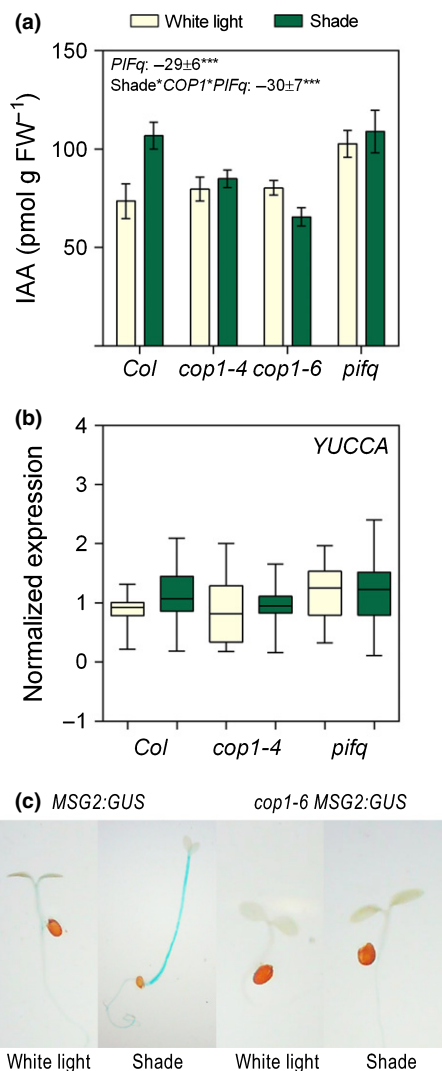 (a)
White light Shade
IAA (pmol g FW⁻¹)
150
100
50
PIFq: –29±6***
Shade*COP1*PIFq: –30±7***
Col cop1-4 cop1-6 pifq
(b)
Normalized expression
4
3
2
1
0
–1
YUCCA
Col cop1-4 pifq
(c) MSG2:GUS cop1-6 MSG2:GUS
White light Shade White light Shade